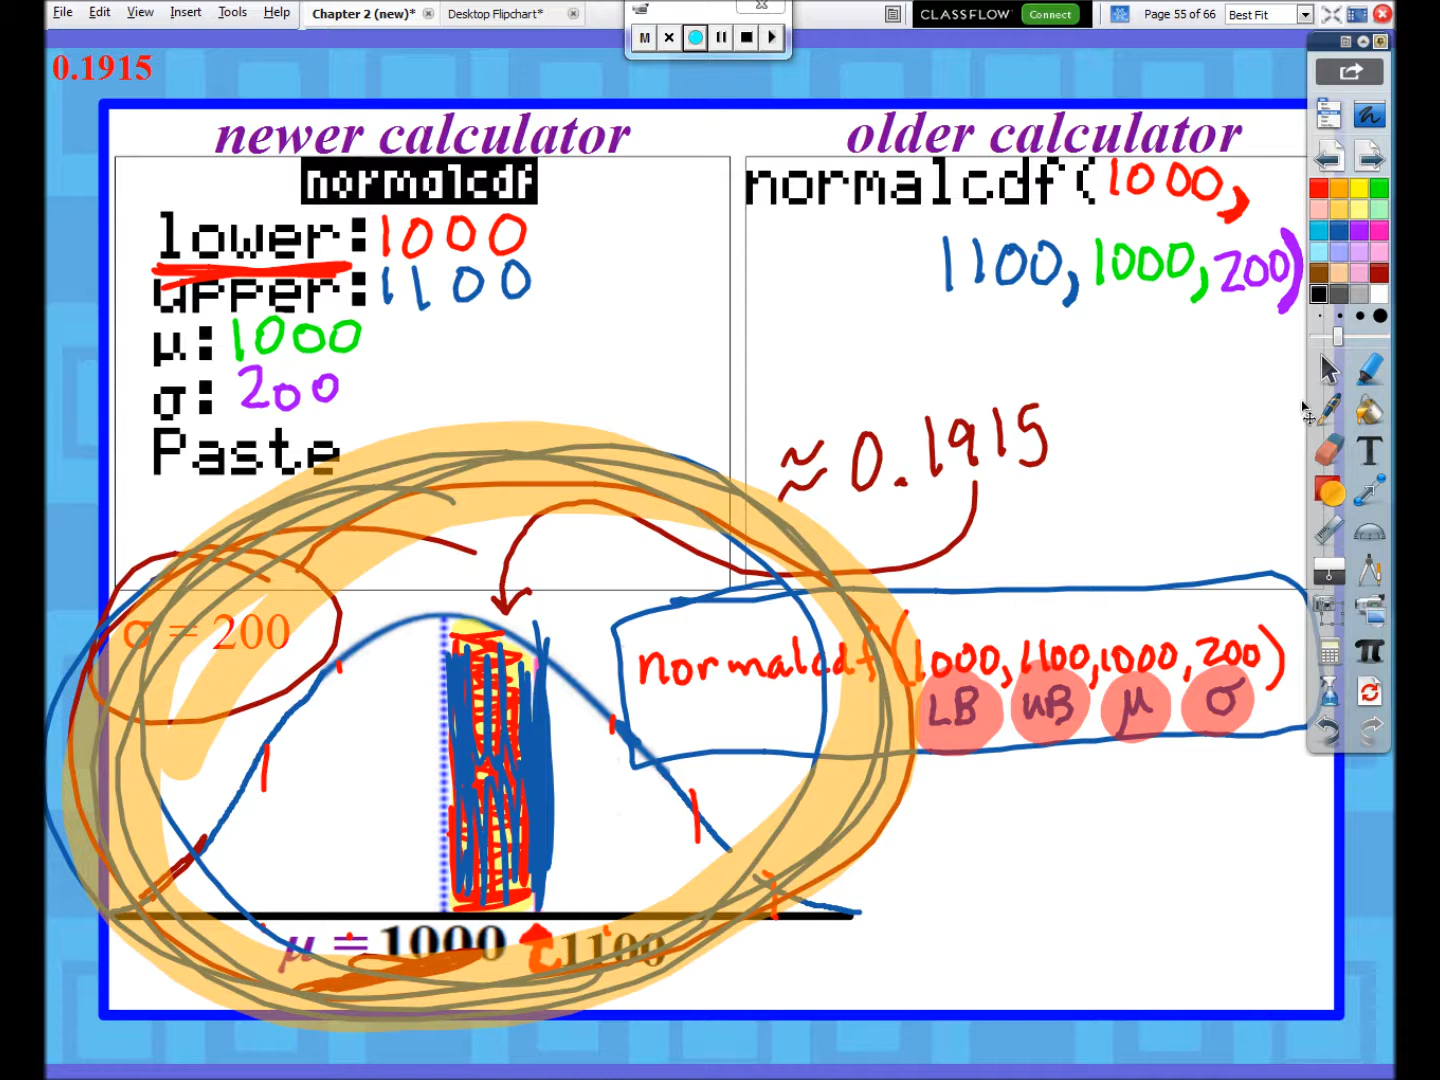 File Edit View Insert Tools Help
Chapter 2 (new)*
Desktop Flipchart*
M
CLASSFLOW Connect
Page 55 of 66
Best Fit
0.1915
newer calculator
normalcdf
lower:1000
upper:1100
μ:1000
σ:200
Paste
older calculator
normalcdf(1000,
1100,1000,200)
≈0.1915
σ = 200
normalcdf(1000,1100,1000,200)
LB UB μ σ
μ = 1000 1100
T
π